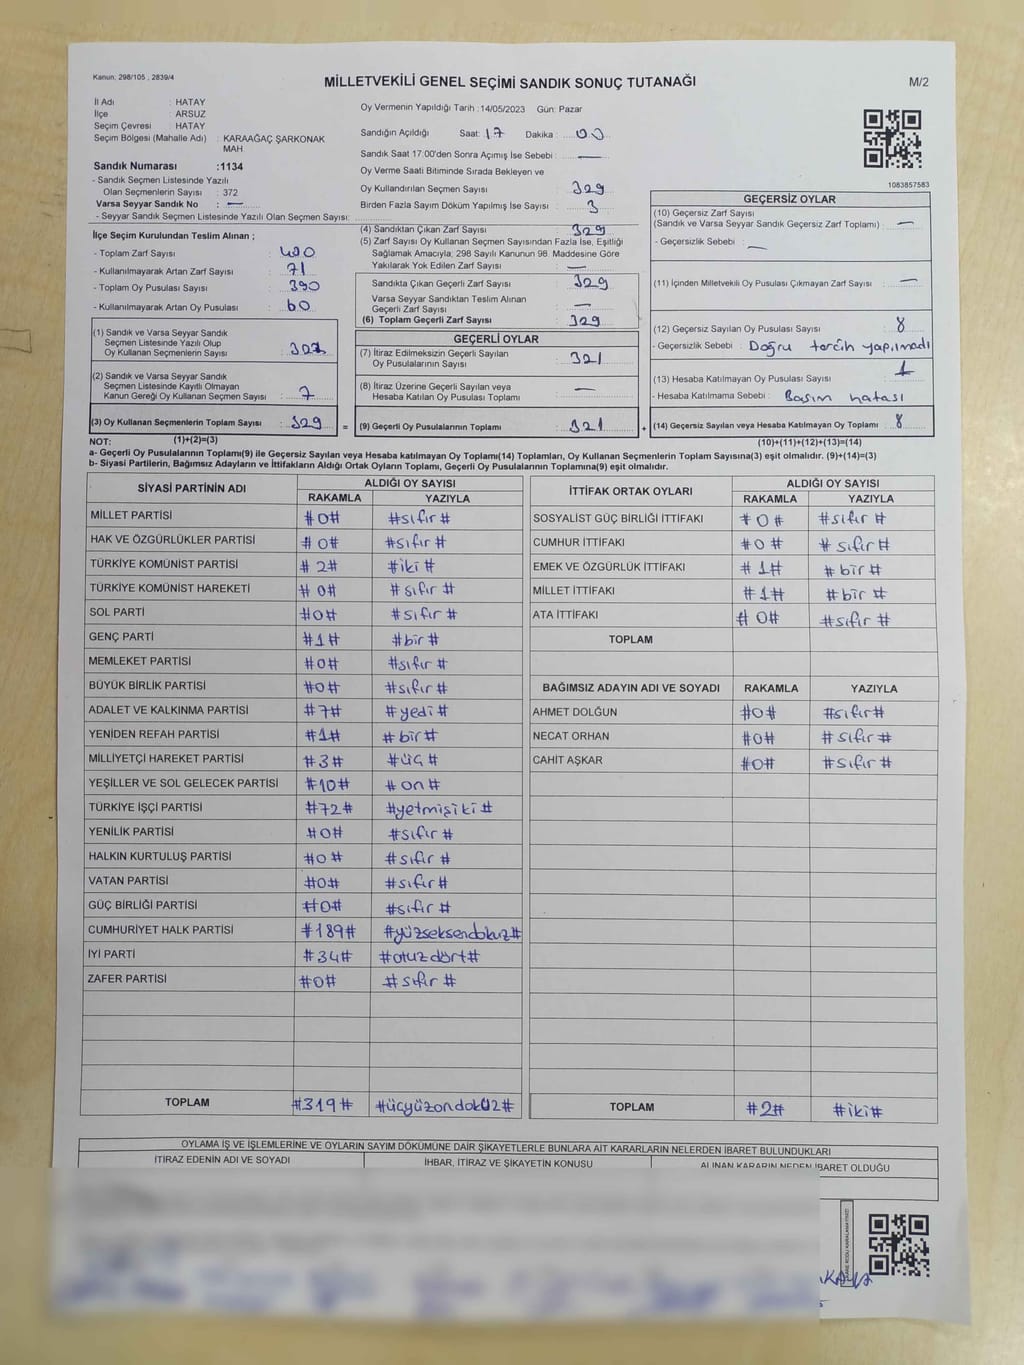 Kanun: 298/105 , 2839/4
MİLLETVEKİLİ GENEL SEÇİMİ SANDIK SONUÇ TUTANAĞI
M/2
İl Adı : HATAY
İlçe : ARSUZ
Seçim Çevresi : HATAY
Seçim Bölgesi (Mahalle Adı) : KARAAĞAÇ ŞARKONAK MAH.
Sandık Numarası :1134
- Sandık Seçmen Listesinde Yazılı
Olan Seçmenlerin Sayısı : 372
Varsa Seyyar Sandık No : —
- Seyyar Sandık Seçmen Listesinde Yazılı Olan Seçmen Sayısı:
Oy Vermenin Yapıldığı Tarih :14/05/2023 Gün: Pazar
Sandığın Açıldığı Saat: 17 Dakika : 00
Sandık Saat 17:00'den Sonra Açımış İse Sebebi : —
Oy Verme Saati Bitiminde Sırada Bekleyen ve
Oy Kullandırılan Seçmen Sayısı 329
Birden Fazla Sayım Döküm Yapılmış İse Sayısı : 3
1083857583
İlçe Seçim Kurulundan Teslim Alınan ;
- Toplam Zarf Sayısı : 400
- Kullanılmayarak Artan Zarf Sayısı : 71
- Toplam Oy Pusulası Sayısı : 390
- Kullanılmayarak Artan Oy Pusulası : 60
(1) Sandık ve Varsa Seyyar Sandık
Seçmen Listesinde Yazılı Olup
Oy Kullanan Seçmenlerin Sayısı :
(2) Sandık ve Varsa Seyyar Sandık
Seçmen Listesinde Kayıtlı Olmayan
Kanun Gereği Oy Kullanan Seçmen Sayısı : 7
(3) Oy Kullanan Seçmenlerin Toplam Sayısı : 329
(4) Sandıktan Çıkan Zarf Sayısı : 329
(5) Zarf Sayısı Oy Kullanan Seçmen Sayısından Fazla İse, Eşitliği
Sağlamak Amacıyla, 298 Sayılı Kanunun 98. Maddesine Göre
Yakılarak Yok Edilen Zarf Sayısı : —
Sandıkta Çıkan Geçerli Zarf Sayısı : 329
Varsa Seyyar Sandıktan Teslim Alınan
Geçerli Zarf Sayısı : —
(6) Toplam Geçerli Zarf Sayısı : 329
GEÇERLİ OYLAR
(7) İtiraz Edilmeksizin Geçerli Sayılan
Oy Pusulalarının Sayısı : 321
(8) İtiraz Üzerine Geçerli Sayılan veya
Hesaba Katılan Oy Pusulası Toplamı : —
= (9) Geçerli Oy Pusulalarının Toplamı : 321
GEÇERSİZ OYLAR
(10) Geçersiz Zarf Sayısı
(Sandık ve Varsa Seyyar Sandık Geçersiz Zarf Toplamı) : —
- Geçersizlik Sebebi : —
(11) İçinden Milletvekili Oy Pusulası Çıkmayan Zarf Sayısı : —
(12) Geçersiz Sayılan Oy Pusulası Sayısı : 8
- Geçersizlik Sebebi : Doğru tercih yapılmadı
(13) Hesaba Katılmayan Oy Pusulası Sayısı : 1
- Hesaba Katılmama Sebebi : Basım hatası
+ (14) Geçersiz Sayılan veya Hesaba Katılmayan Oy Toplamı : 8
NOT: (1)+(2)=(3)
(10)+(11)+(12)+(13)=(14)
a- Geçerli Oy Pusulasının Toplamı(9) ile Geçersiz Sayılan veya Hesaba katılmayan Oy Toplamı(14) Toplamları, Oy Kullanan Seçmenlerin Toplam Sayısına(3) eşit olmalıdır. (9)+(14)=(3)
b- Siyasi Partilerin, Bağımsız Adayların ve İttifakların Aldığı Ortak Oyların Toplamı, Geçerli Oy Pusulalarının Toplamına(9) eşit olmalıdır.
SİYASİ PARTİNİN ADI ALDIĞI OY SAYISI
RAKAMLA YAZIYLA
MİLLET PARTİSİ #0# #sıfır#
HAK VE ÖZGÜRLÜKLER PARTİSİ #0# #sıfır#
TÜRKİYE KOMÜNİST PARTİSİ #2# #iki#
TÜRKİYE KOMÜNİST HAREKETİ #0# #sıfır#
SOL PARTİ #0# #sıfır#
GENÇ PARTİ #1# #bir#
MEMLEKET PARTİSİ #0# #sıfır#
BÜYÜK BİRLİK PARTİSİ #0# #sıfır#
ADALET VE KALKINMA PARTİSİ #7# #yedi#
YENİDEN REFAH PARTİSİ #1# #bir#
MİLLİYETÇİ HAREKET PARTİSİ #3# #üç#
YEŞİLLER VE SOL GELECEK PARTİSİ #10# #on#
TÜRKİYE İŞÇİ PARTİSİ #72# #yetmişiki#
YENİLİK PARTİSİ #0# #sıfır#
HALKIN KURTULUŞ PARTİSİ #0# #sıfır#
VATAN PARTİSİ #0# #sıfır#
GÜÇ BİRLİĞİ PARTİSİ #0# #sıfır#
CUMHURİYET HALK PARTİSİ #189# #yüzseksendokuz#
İYİ PARTİ #34# #otuzdört#
ZAFER PARTİSİ #0# #sıfır#
TOPLAM #319# #üçyüzondokuz#
İTTİFAK ORTAK OYLARI ALDIĞI OY SAYISI
RAKAMLA YAZIYLA
SOSYALİST GÜÇ BİRLİĞİ İTTİFAKI #0# #sıfır#
CUMHUR İTTİFAKI #0# #sıfır#
EMEK VE ÖZGÜRLÜK İTTİFAKI #1# #bir#
MİLLET İTTİFAKI #1# #bir#
ATA İTTİFAKI #0# #sıfır#
TOPLAM
BAĞIMSIZ ADAYIN ADI VE SOYADI RAKAMLA YAZIYLA
AHMET DOLĞUN #0# #sıfır#
NECAT ORHAN #0# #sıfır#
CAHİT AŞKAR #0# #sıfır#
TOPLAM #2# #iki#
OYLAMA İŞ VE İŞLEMLERİNE VE OYLARIN SAYIM DÖKÜMÜNE DAİR ŞİKAYETLERLE BUNLARA AİT KARARLARIN NELERDEN İBARET BULUNDUKLARI
İTİRAZ EDENİN ADI VE SOYADI İHBAR, İTİRAZ VE ŞİKAYETİN KONUSU ALINAN KARARIN NEDEN İBARET OLDUĞU